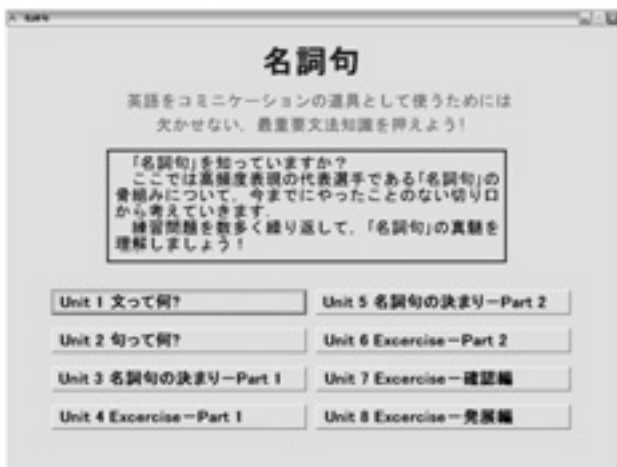 名詞句
名詞句
英語をコミニケーションの道具として使うためには
欠かせない、最重要文法知識を押えよう!
「名詞句」を知っていますか？
ここでは高頻度表現の代表選手である「名詞句」の
骨組みについて、今までにやったことのない切り口
から考えていきます．
練習問題を数多く繰り返して、「名詞句」の真髄を
理解しましょう！
Unit 1 文って何?
Unit 2 句って何?
Unit 3 名詞句の決まり－Part 1
Unit 4 Excercise－Part 1
Unit 5 名詞句の決まり－Part 2
Unit 6 Excercise－Part 2
Unit 7 Excercise－確認編
Unit 8 Excercise－発展編